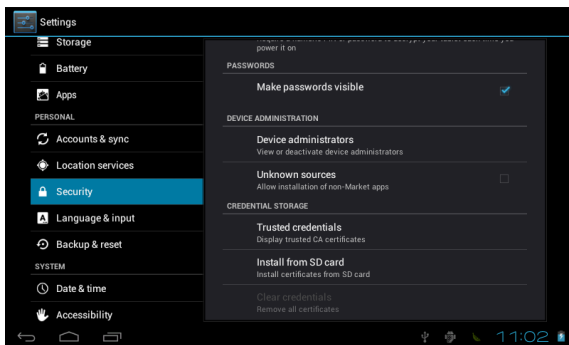 Settings
Storage
Battery
Apps
PERSONAL
Accounts & sync
Location services
Security
Language & input
Backup & reset
SYSTEM
Date & time
Accessibility
power it on
PASSWORDS
Make passwords visible
DEVICE ADMINISTRATION
Device administrators
View or deactivate device administrators
Unknown sources
Allow installation of non-Market apps
CREDENTIAL STORAGE
Trusted credentials
Display trusted CA certificates
Install from SD card
Install certificates from SD card
Clear credentials
Remove all certificates
11:02